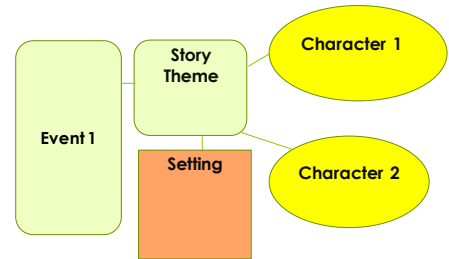 Story
Theme
Character 1
Event 1
Setting
Character 2